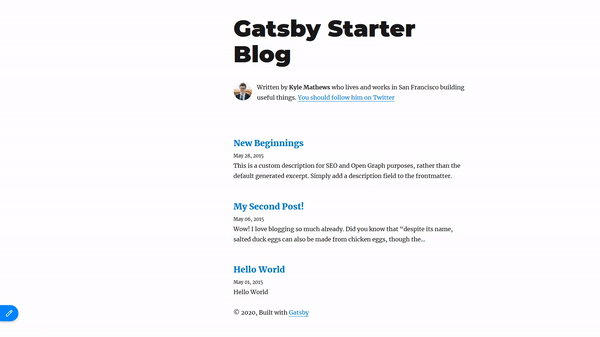 Gatsby Starter
Blog
Written by Kyle Mathews who lives and works in San Francisco building
useful things. You should follow him on Twitter
New Beginnings
May 28, 2015
This is a custom description for SEO and Open Graph purposes, rather than the
default generated excerpt. Simply add a description field to the frontmatter.
My Second Post!
May 06, 2015
Wow! I love blogging so much already. Did you know that “despite its name,
salted duck eggs can also be made from chicken eggs, though the…
Hello World
May 01, 2015
Hello World
© 2020, Built with Gatsby